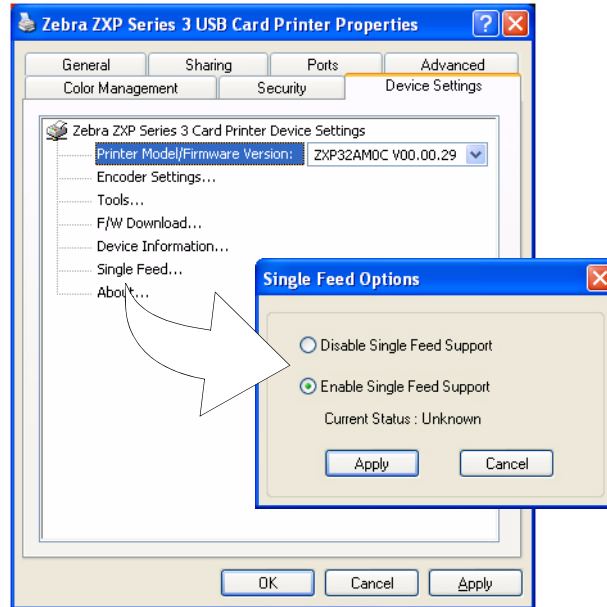 Zebra ZXP Series 3 USB Card Printer Properties
General Sharing Ports Advanced
Color Management Security Device Settings
Zebra ZXP Series 3 Card Printer Device Settings
Printer Model/Firmware Version: ZXP32AM0C V00.00.29
Encoder Settings...
Tools...
F/W Download...
Device Information...
Single Feed...
About...
Single Feed Options
Disable Single Feed Support
Enable Single Feed Support
Current Status : Unknown
Apply Cancel
OK Cancel Apply